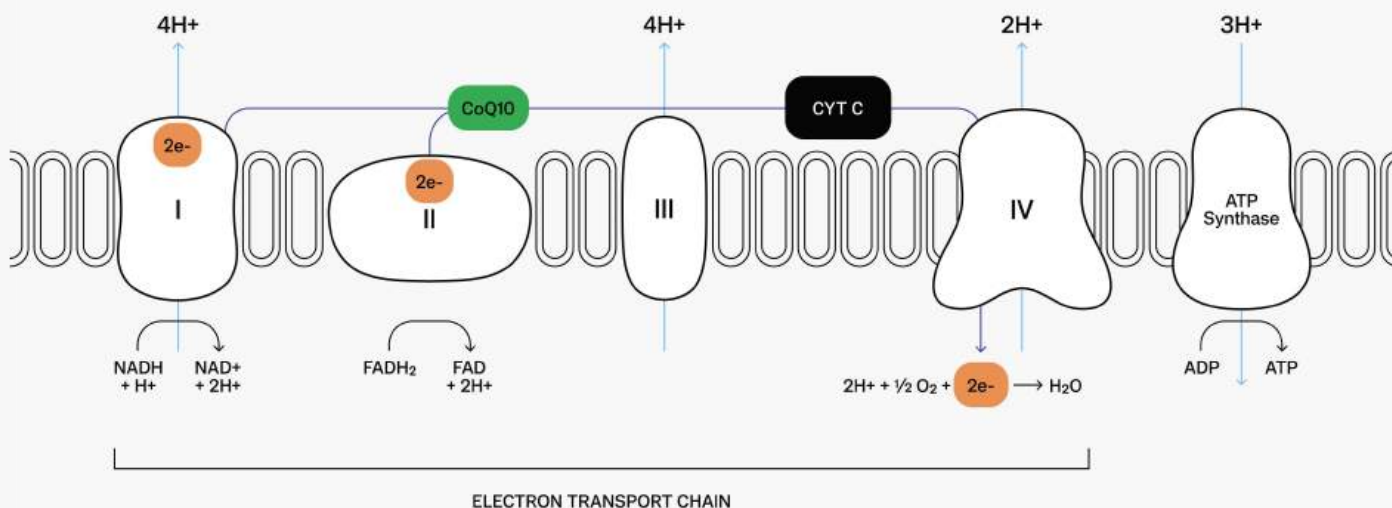 4H+
4H+
2H+
3H+
CoQ10
CYT C
2e-
2e-
I
II
III
IV
ATP
Synthase
NADH
+ H+
NAD+
+ 2H+
FADH₂
FAD
+ 2H+
2H+ + ½ O₂ + 2e- → H₂O
ADP
ATP
ELECTRON TRANSPORT CHAIN